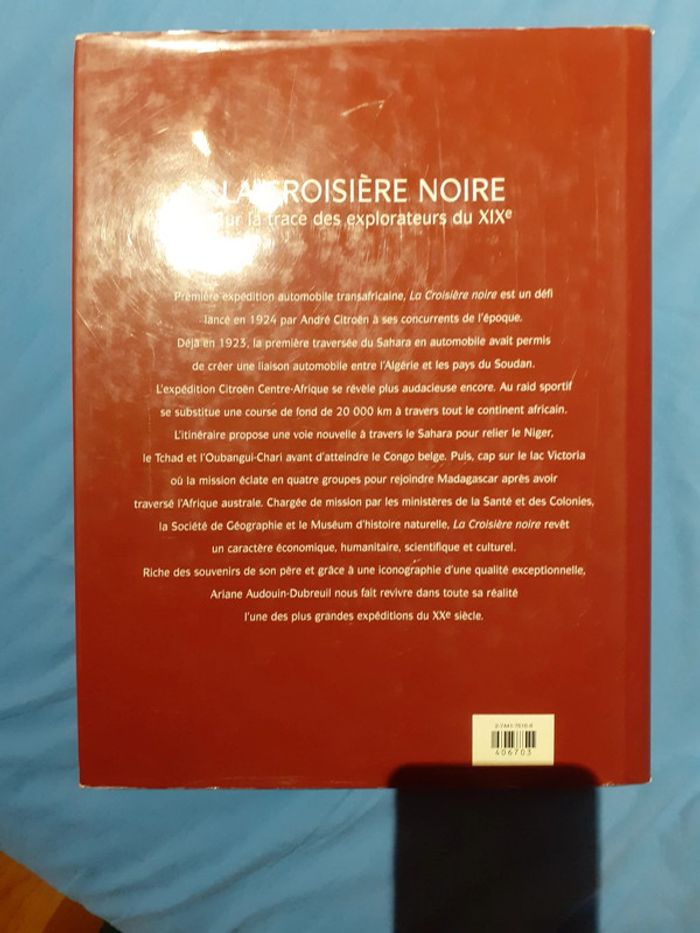 LA CROISIÈRE NOIRE
sur la trace des explorateurs du XIXe
Première expédition automobile transafricaine, La Croisière noire est un défi
lancé en 1924 par André Citroën à ses concurrents de l'époque.
Déjà en 1923, la première traversée du Sahara en automobile avait permis
de créer une liaison automobile entre l'Algérie et les pays du Soudan.
L'expédition Citroën Centre-Afrique se révèle plus audacieuse encore. Au raid sportif
se substitue une course de fond de 20 000 km à travers tout le continent africain.
L'itinéraire propose une voie nouvelle à travers le Sahara pour relier le Niger,
le Tchad et l'Oubangui-Chari avant d'atteindre le Congo belge. Puis, cap sur le lac Victoria
où la mission éclate en quatre groupes pour rejoindre Madagascar après avoir
traversé l'Afrique australe. Chargée de mission par les ministères de la Santé et des Colonies,
la Société de Géographie et le Muséum d'histoire naturelle, La Croisière noire revêt
un caractère économique, humanitaire, scientifique et culturel.
Riche des souvenirs de son père et grâce à une iconographie d'une qualité exceptionnelle,
Ariane Audouin-Dubreuil nous fait revivre dans toute sa réalité
l'une des plus grandes expéditions du XXe siècle.
406703